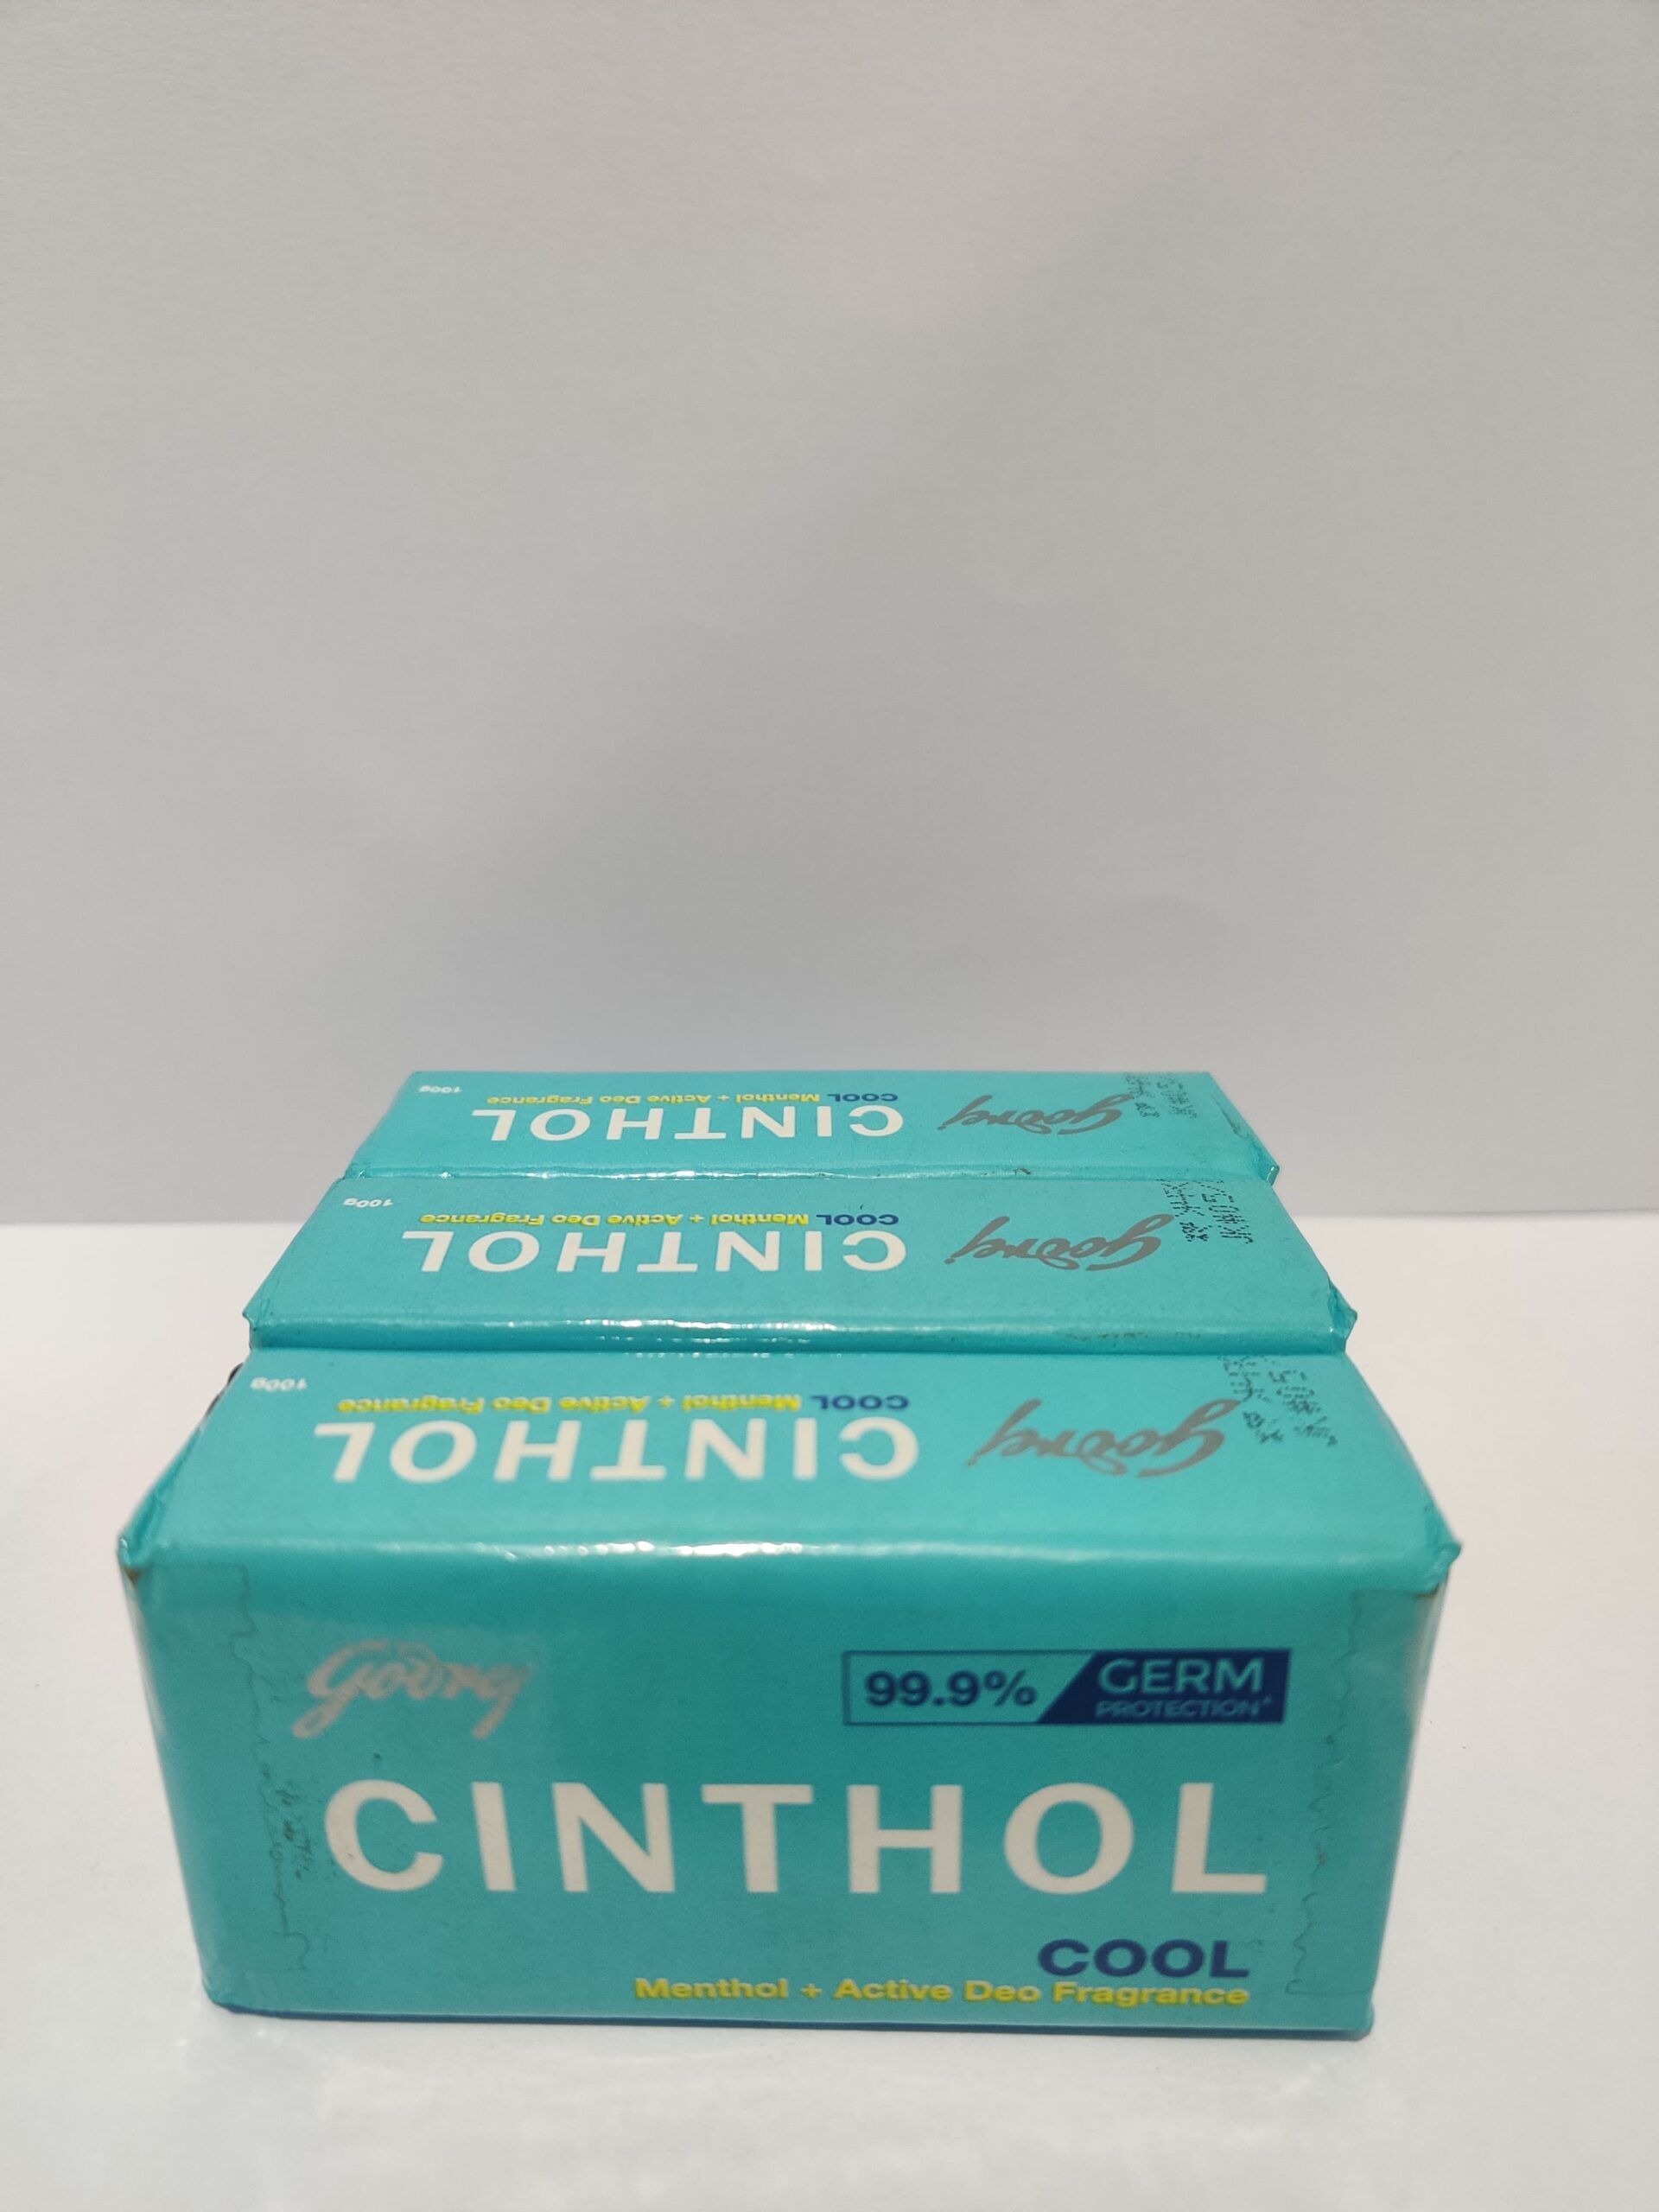 100g
COOL Menthol + Active Deo Fragrance
CINTHOL
Godrej
100g
COOL Menthol + Active Deo Fragrance
CINTHOL
Godrej
100g
COOL Menthol + Active Deo Fragrance
CINTHOL
Godrej
Godrej
99.9% GERM
PROTECTION^
CINTHOL
COOL
Menthol + Active Deo Fragrance